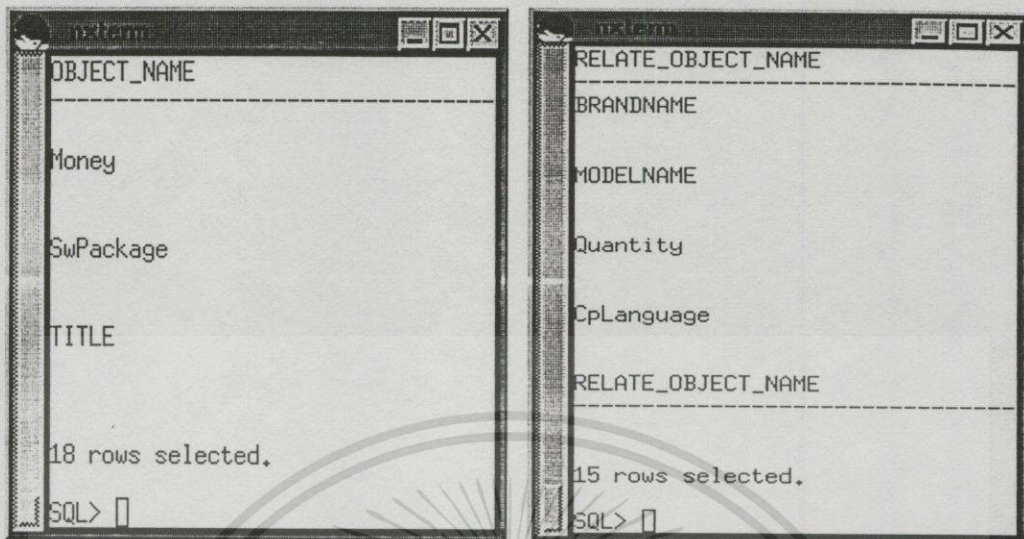 nxterm
OBJECT_NAME
--------------------------------------------
Money
SwPackage
TITLE
18 rows selected.
SQL>
nxterm
RELATE_OBJECT_NAME
--------------------------------------------
BRANDNAME
MODELNAME
Quantity
CpLanguage
RELATE_OBJECT_NAME
--------------------------------------------
15 rows selected.
SQL>